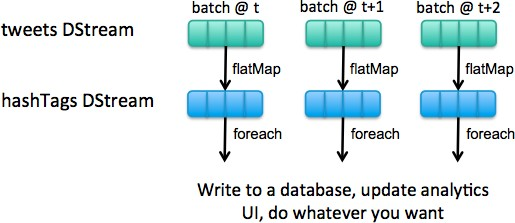 batch @ t batch @ t+1 batch @ t+2
tweets DStream
flatMap flatMap flatMap
hashTags DStream
foreach foreach foreach
Write to a database, update analytics
UI, do whatever you want